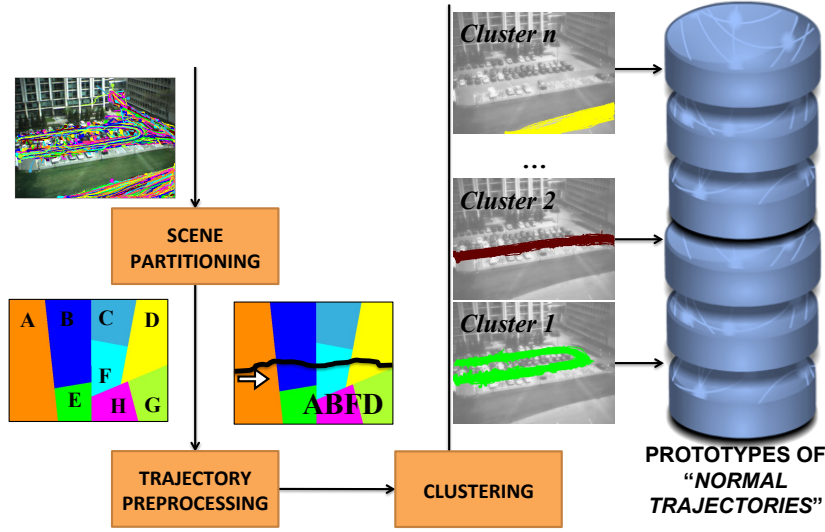 SCENE
PARTITIONING
A
B
C
D
E
F
H
G
ABFD
TRAJECTORY
PREPROCESSING
CLUSTERING
Cluster n
...
Cluster 2
Cluster 1
PROTOTYPES OF
“NORMAL
TRAJECTORIES”